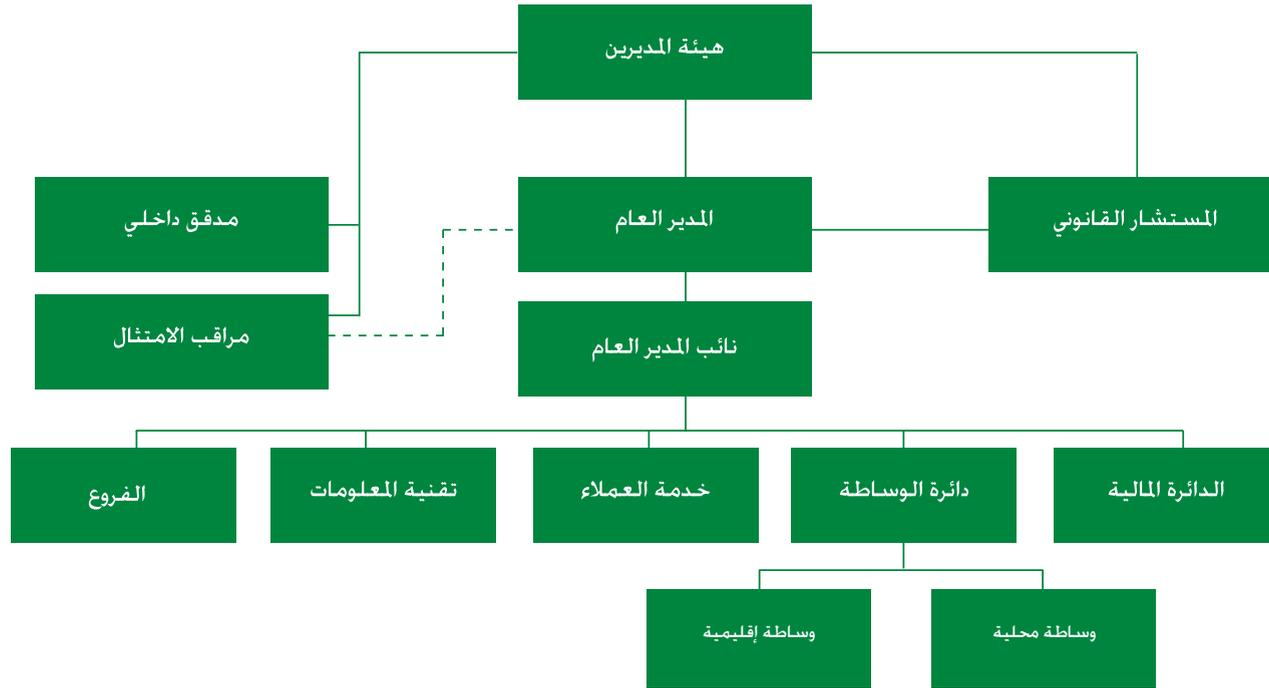 هيئة المديرين
المستشار القانوني
المدير العام
مدقق داخلي
مراقب الامتثال
نائب المدير العام
الدائرة المالية
دائرة الوساطة
خدمة العملاء
تقنية المعلومات
الفروع
وساطة محلية
وساطة إقليمية